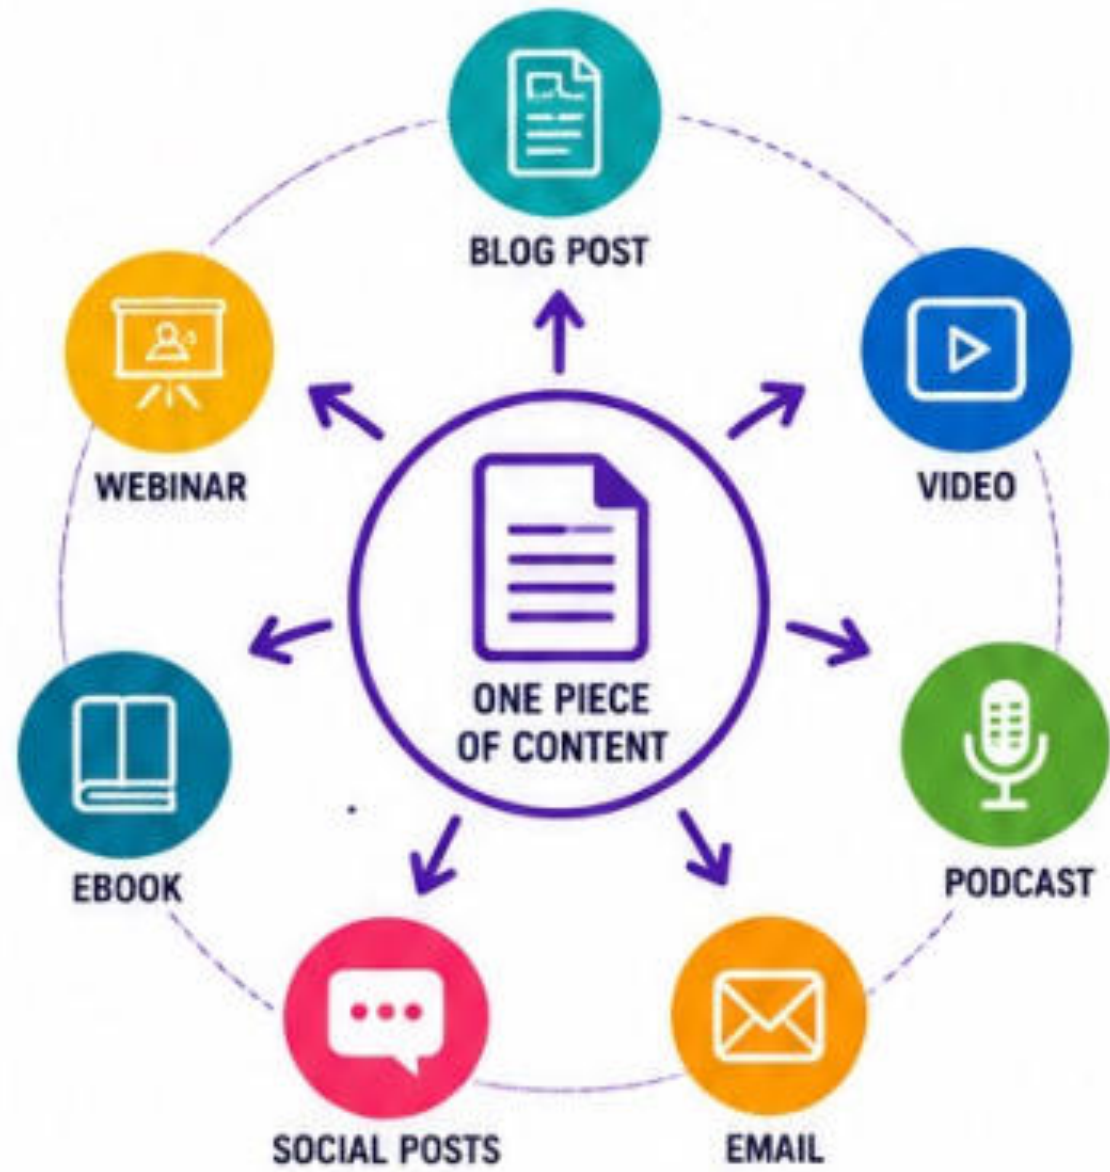 BLOG POST
WEBINAR
VIDEO
ONE PIECE
OF CONTENT
EBOOK
PODCAST
SOCIAL POSTS
EMAIL